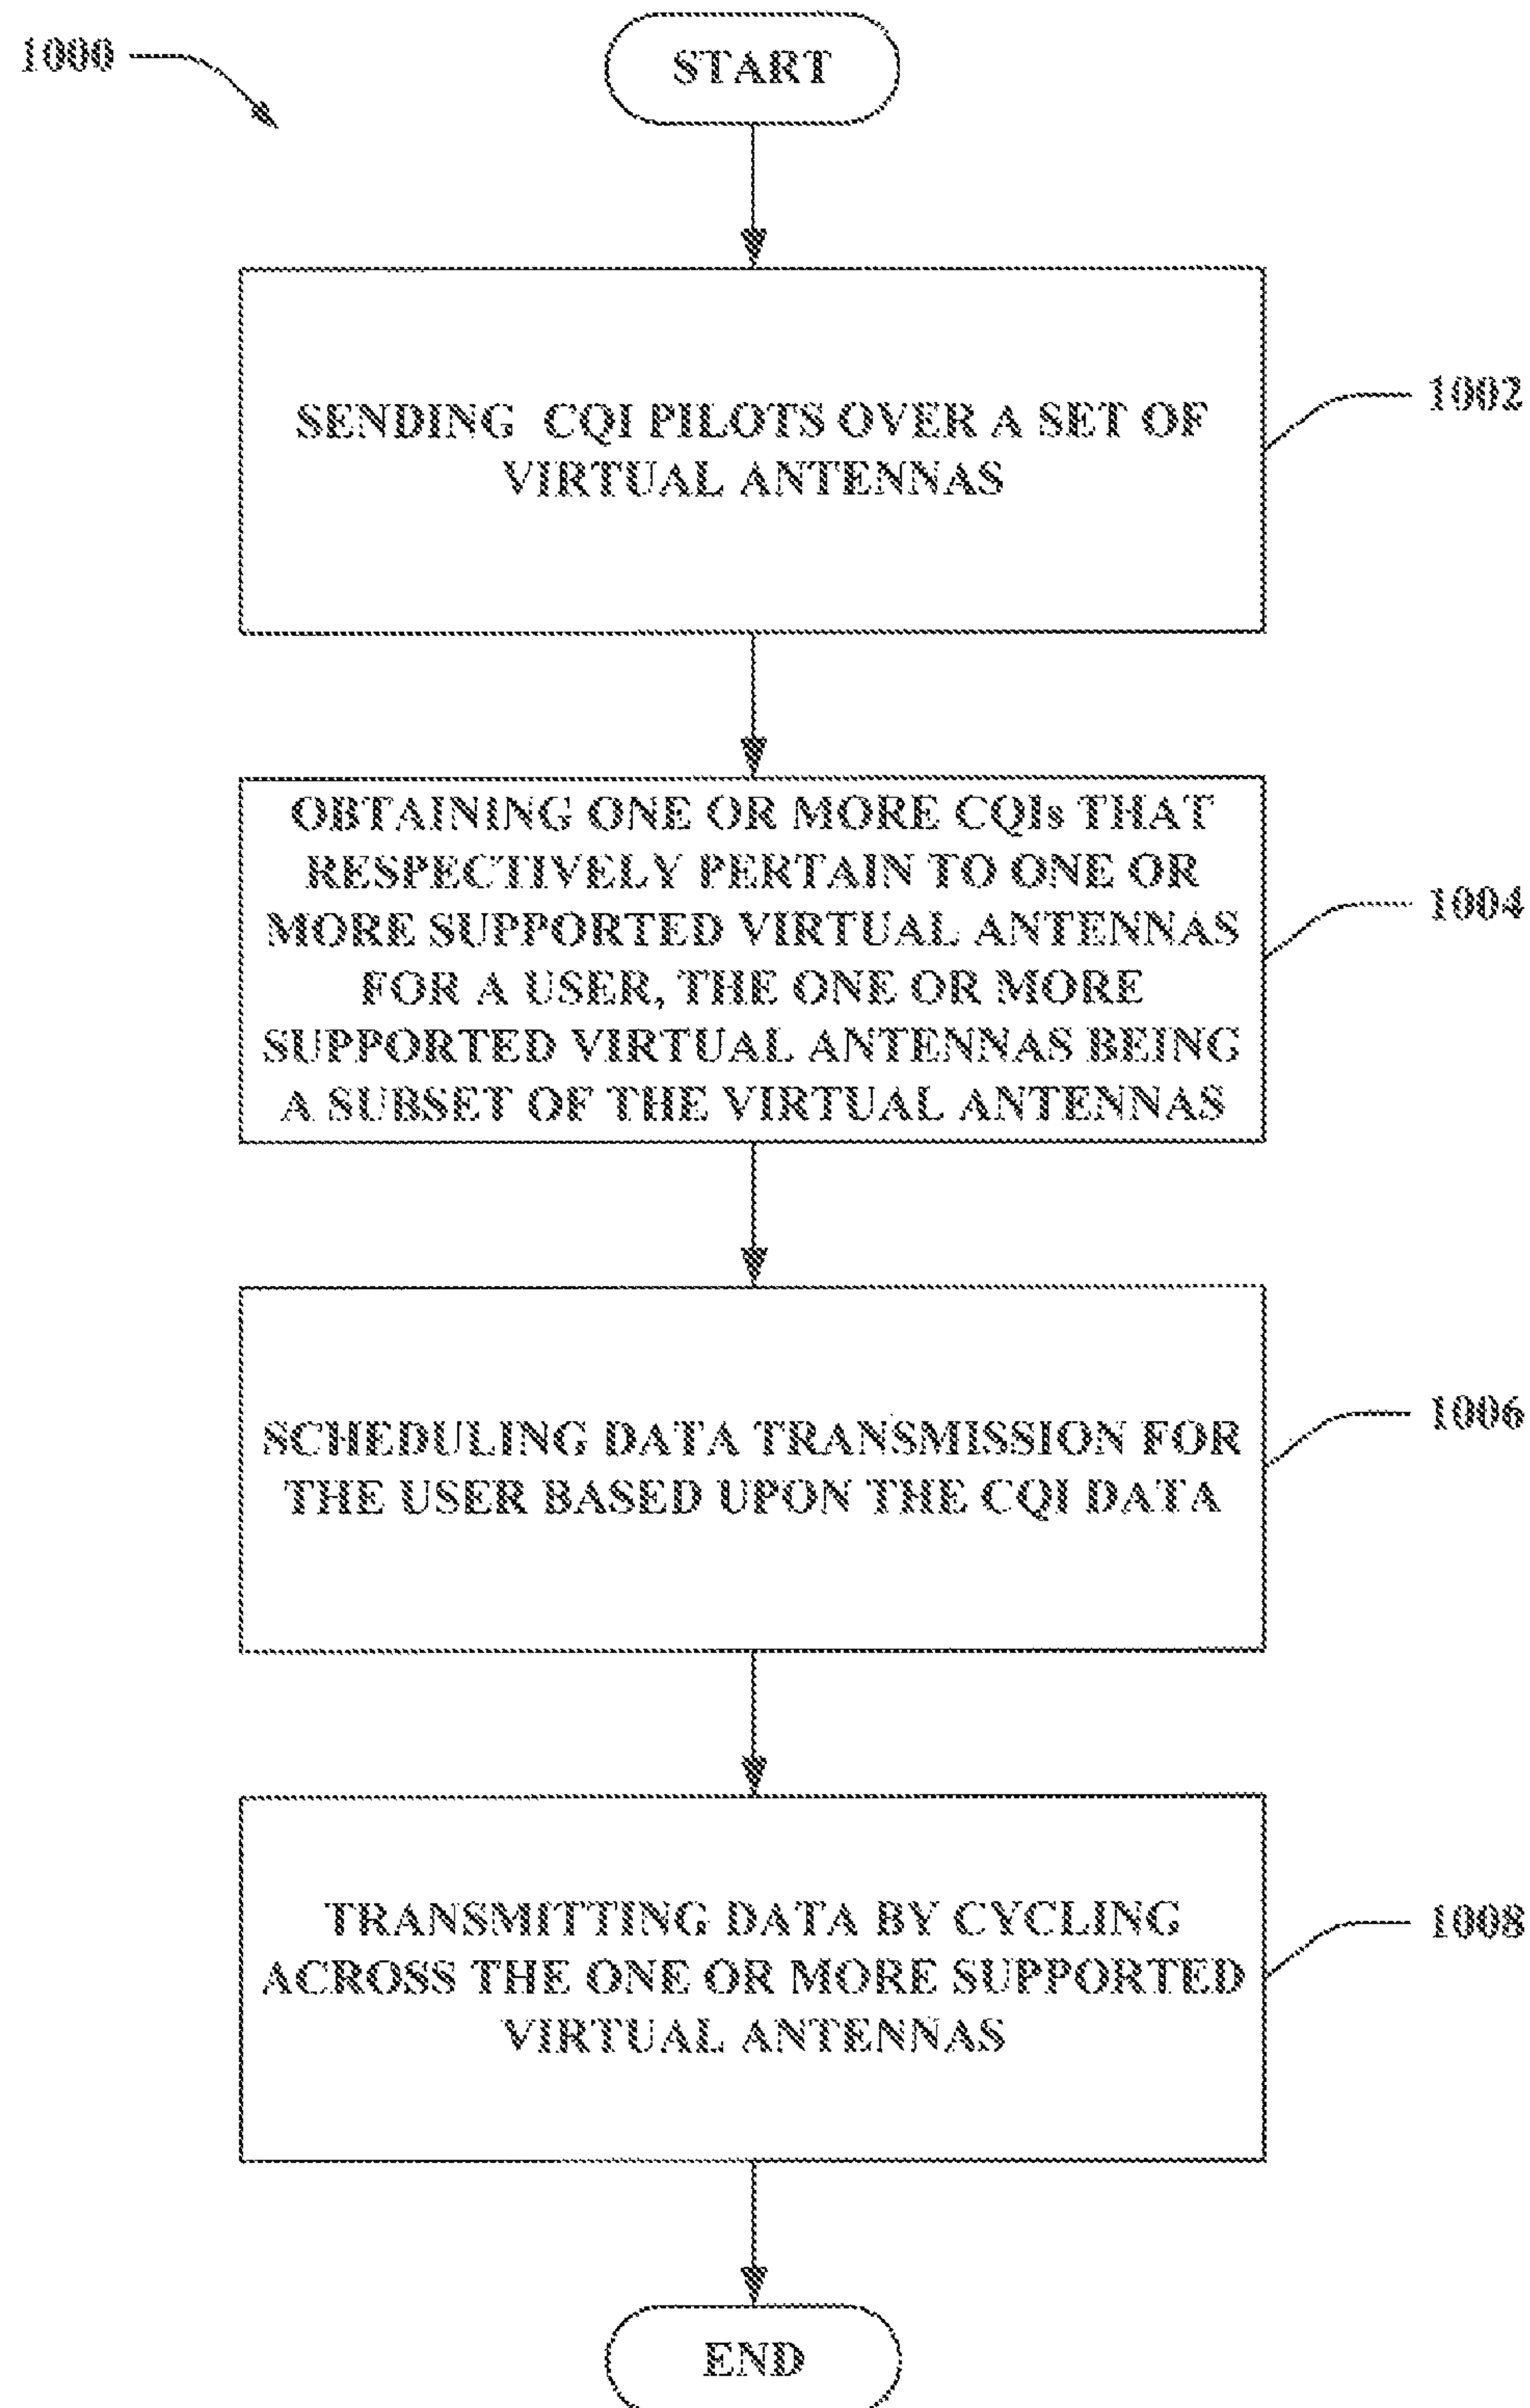 1000
START
SENDING CQI PILOTS OVER A SET OF
VIRTUAL ANTENNAS
1002
OBTAINING ONE OR MORE CQIs THAT
RESPECTIVELY PERTAIN TO ONE OR
MORE SUPPORTED VIRTUAL ANTENNAS
FOR A USER, THE ONE OR MORE
SUPPORTED VIRTUAL ANTENNAS BEING
A SUBSET OF THE VIRTUAL ANTENNAS
1004
SCHEDULING DATA TRANSMISSION FOR
THE USER BASED UPON THE CQI DATA
1006
TRANSMITTING DATA BY CYCLING
ACROSS THE ONE OR MORE SUPPORTED
VIRTUAL ANTENNAS
1008
END